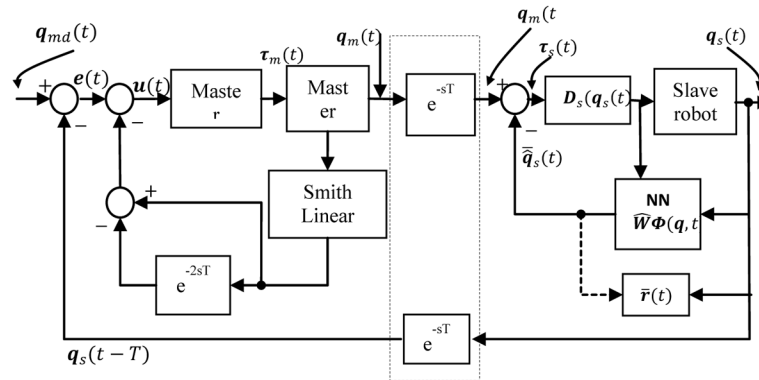 q_md(t)
e(t)
u(t)
τ_m(t)
q_m(t)
q_m(t
τ_s(t)
q_s(t)
+
−
−
Maste
r
Mast
er
e^-sT
+
−
D_s(q_s(t)
Slave
robot
q̂̄_s(t)
Smith
Linear
+
−
e^-2sT
NN
ŴΦ(q,t
r̄(t)
e^-sT
q_s(t−T)